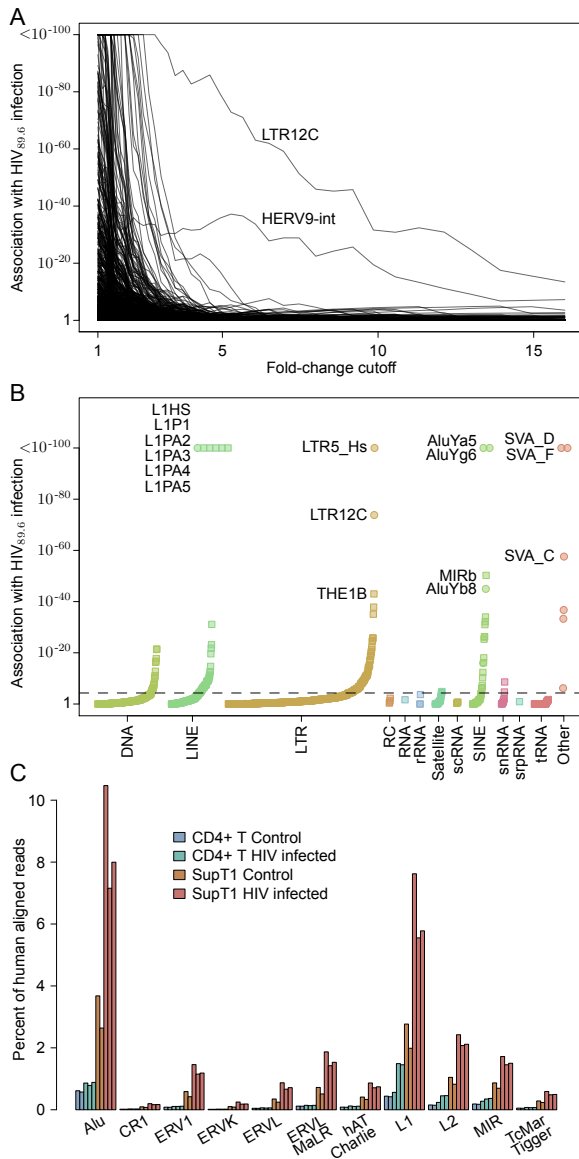 A
Association with HIV89.6 infection
<10-100
10-80
10-60
10-40
10-20
1
LTR12C
HERV9-int
1
5
10
15
Fold-change cutoff
B
Association with HIV89.6 infection
<10-100
10-80
10-60
10-40
10-20
1
L1HS
L1P1
L1PA2
L1PA3
L1PA4
L1PA5
LTR5_Hs
LTR12C
THE1B
AluYa5
AluYg6
MIRb
AluYb8
SVA_D
SVA_F
SVA_C
DNA
LINE
LTR
RC
RNA
rRNA
Satellite
scRNA
SINE
snRNA
srpRNA
tRNA
Other
C
Percent of human aligned reads
10
8
6
4
2
0
CD4+ T Control
CD4+ T HIV infected
SupT1 Control
SupT1 HIV infected
Alu
CR1
ERV1
ERVK
ERVL
ERVL
MaLR
hAT
Charlie
L1
L2
MIR
TcMar
Tigger